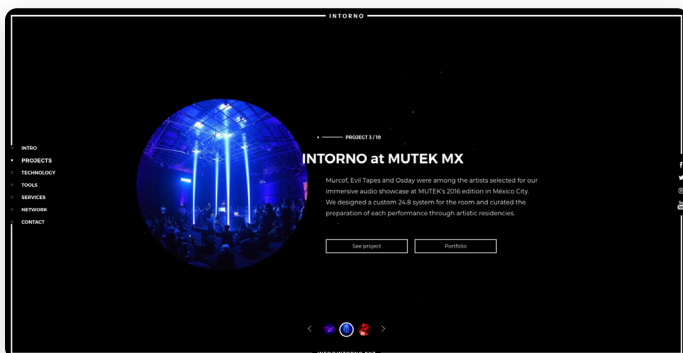 INTORNO
PROJECT 3 / 18
INTRO
PROJECTS
TECHNOLOGY
TOOLS
SERVICES
NETWORK
CONTACT
INTORNO at MUTEK MX
Murcof, Evil Tapes and Osday were among the artists selected for our
immersive audio showcase at MUTEK's 2016 edition in México City.
We designed a custom 24.8 system for the room and curated the
preparation of each performance through artistic residencies.
See project
Portfolio